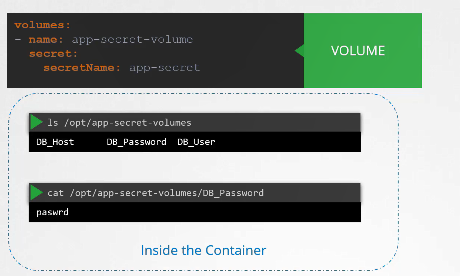 volumes:
- name: app-secret-volume
secret:
secretName: app-secret
VOLUME
ls /opt/app-secret-volumes
DB_Host DB_Password DB_User
cat /opt/app-secret-volumes/DB_Password
paswrd
Inside the Container